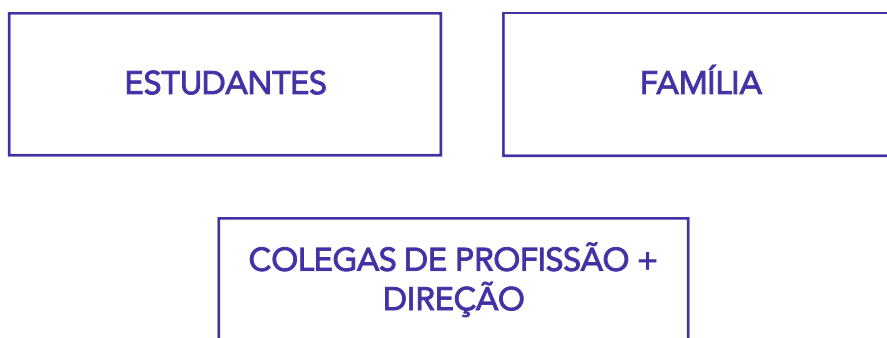 ESTUDANTES
FAMÍLIA
COLEGAS DE PROFISSÃO +
DIREÇÃO